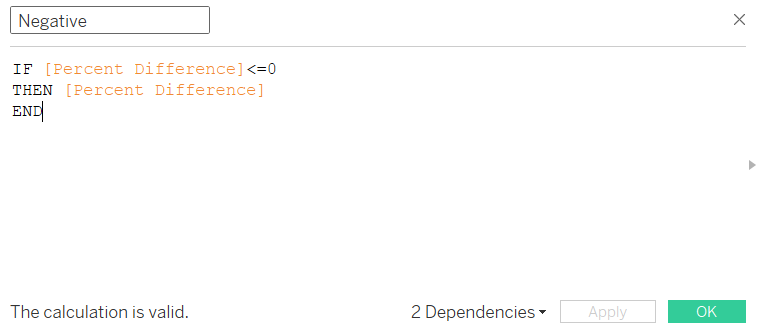 Negative
IF [Percent Difference]<=0
THEN [Percent Difference]
END
The calculation is valid.
2 Dependencies
Apply
OK